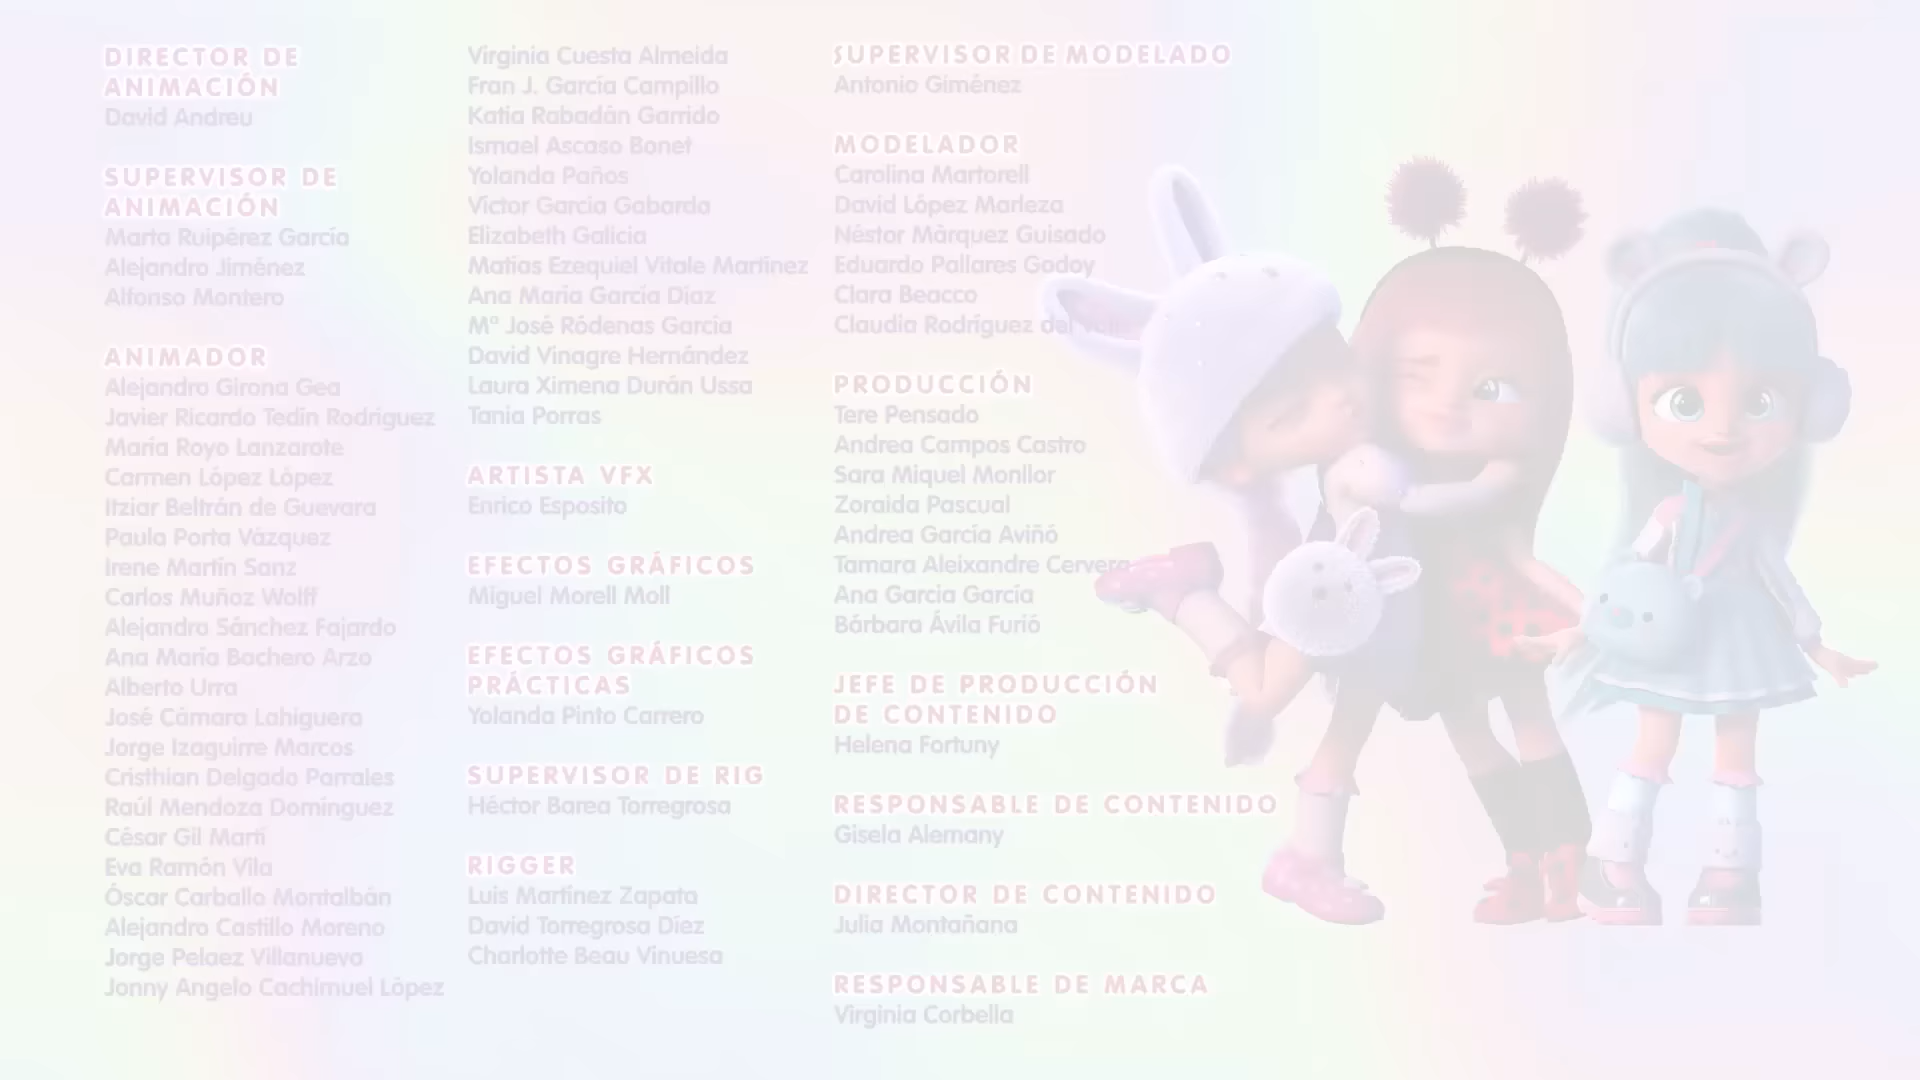 DIRECTOR DE
ANIMACIÓN
David Andreu
SUPERVISOR DE
ANIMACIÓN
Marta Ruipérez García
Alejandro Jiménez
Alfonso Montero
ANIMADOR
Alejandro Girona Gea
Javier Ricardo Tedín Rodríguez
María Royo Lanzarote
Carmen López López
Itziar Beltrán de Guevara
Paula Porta Vázquez
Irene Martín Sanz
Carlos Muñoz Wolff
Alejandro Sánchez Fajardo
Ana María Bachero Arzo
Alberto Urra
José Cámara Lahiguera
Jorge Izaguirre Marcos
Cristhian Delgado Parrales
Raúl Mendoza Domínguez
César Gil Martí
Eva Ramón Vila
Óscar Carballo Montalbán
Alejandro Castillo Moreno
Jorge Pelaez Villanueva
Jonny Angelo Cachimuel López
Virginia Cuesta Almeida
Fran J. García Campillo
Katia Rabadán Garrido
Ismael Ascaso Bonet
Yolanda Paños
Víctor García Gabarda
Elizabeth Galicia
Matías Ezequiel Vitale Martínez
Ana María García Díaz
Mª José Ródenas García
David Vinagre Hernández
Laura Ximena Durán Ussa
Tania Porras
ARTISTA VFX
Enrico Esposito
EFECTOS GRÁFICOS
Miguel Morell Moll
EFECTOS GRÁFICOS
PRÁCTICAS
Yolanda Pinto Carrero
SUPERVISOR DE RIG
Héctor Barea Torregrosa
RIGGER
Luis Martínez Zapata
David Torregrosa Díez
Charlotte Beau Vinuesa
SUPERVISOR DE MODELADO
Antonio Giménez
MODELADOR
Carolina Martorell
David López Marleza
Néstor Màrquez Guisado
Eduardo Pallares Godoy
Clara Beacco
Claudia Rodríguez del
PRODUCCIÓN
Tere Pensado
Andrea Campos Castro
Sara Miquel Monllor
Zoraida Pascual
Andrea García Aviñó
Tamara Aleixandre Cervera
Ana García García
Bárbara Ávila Furió
JEFE DE PRODUCCIÓN
DE CONTENIDO
Helena Fortuny
RESPONSABLE DE CONTENIDO
Gisela Alemany
DIRECTOR DE CONTENIDO
Julia Montañana
RESPONSABLE DE MARCA
Virginia Corbella